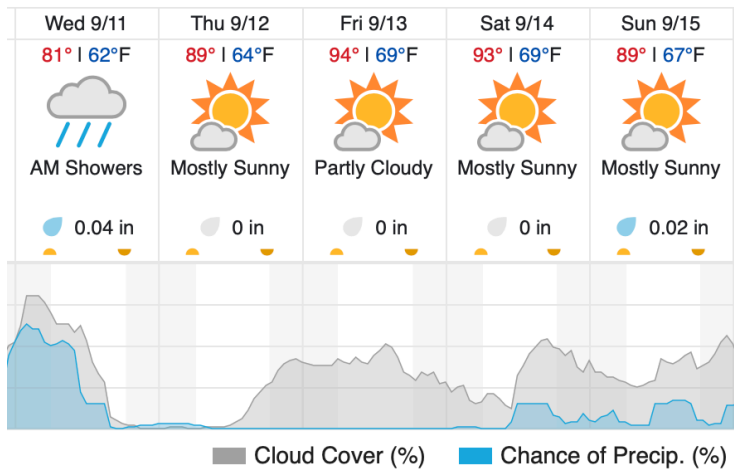 Wed 9/11 Thu 9/12 Fri 9/13 Sat 9/14 Sun 9/15
81° | 62°F 89° | 64°F 94° | 69°F 93° | 69°F 89° | 67°F
AM Showers Mostly Sunny Partly Cloudy Mostly Sunny Mostly Sunny
0.04 in 0 in 0 in 0 in 0.02 in
Cloud Cover (%) Chance of Precip. (%)